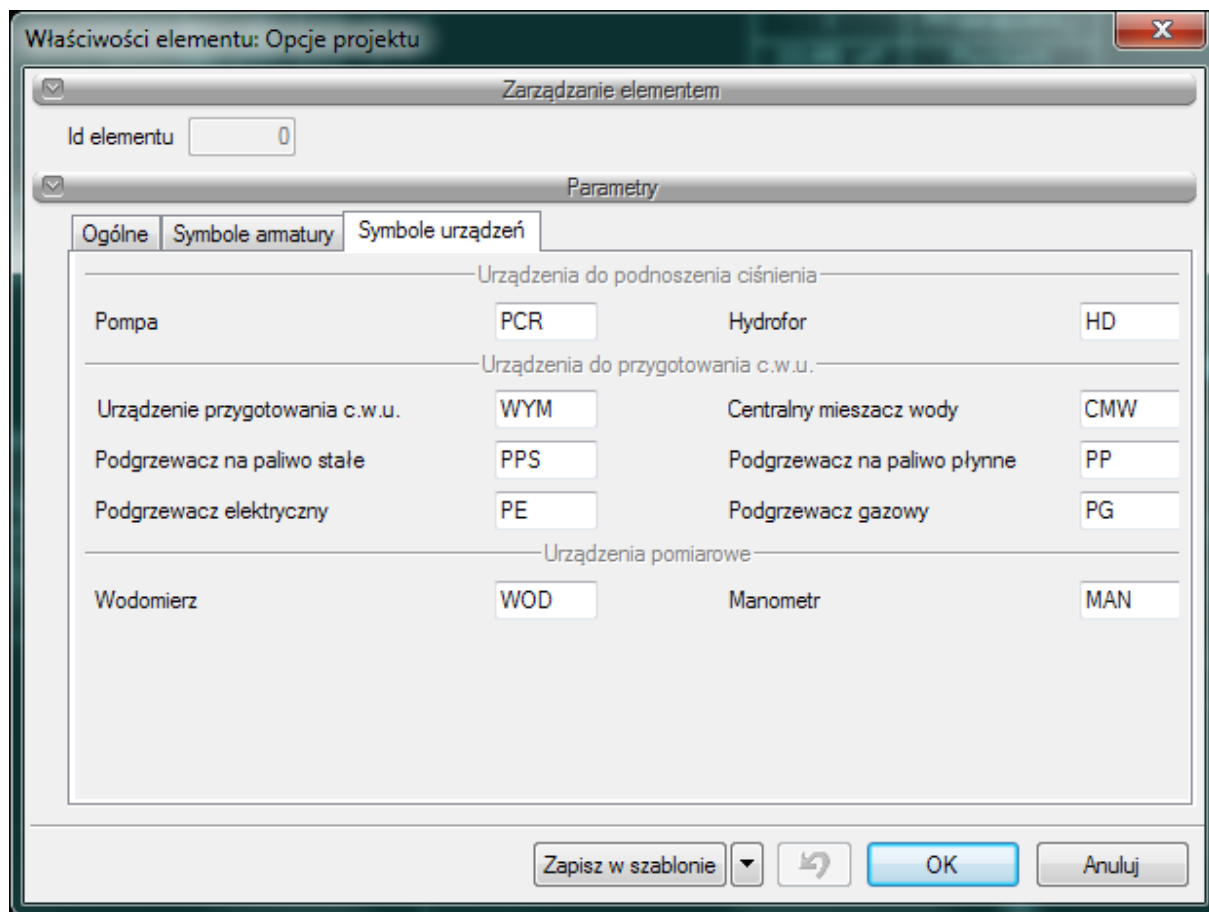 Właściwości elementu: Opcje projektu
Zarządzanie elementem
Id elementu 0
Parametry
Ogólne Symbole armatury Symbole urządzeń
Urządzenia do podnoszenia ciśnienia
Pompa PCR Hydrofor HD
Urządzenia do przygotowania c.w.u.
Urządzenie przygotowania c.w.u. WYM Centralny mieszacz wody CMW
Podgrzewacz na paliwo stałe PPS Podgrzewacz na paliwo płynne PP
Podgrzewacz elektryczny PE Podgrzewacz gazowy PG
Urządzenia pomiarowe
Wodomierz WOD Manometr MAN
Zapisz w szablonie OK Anuluj